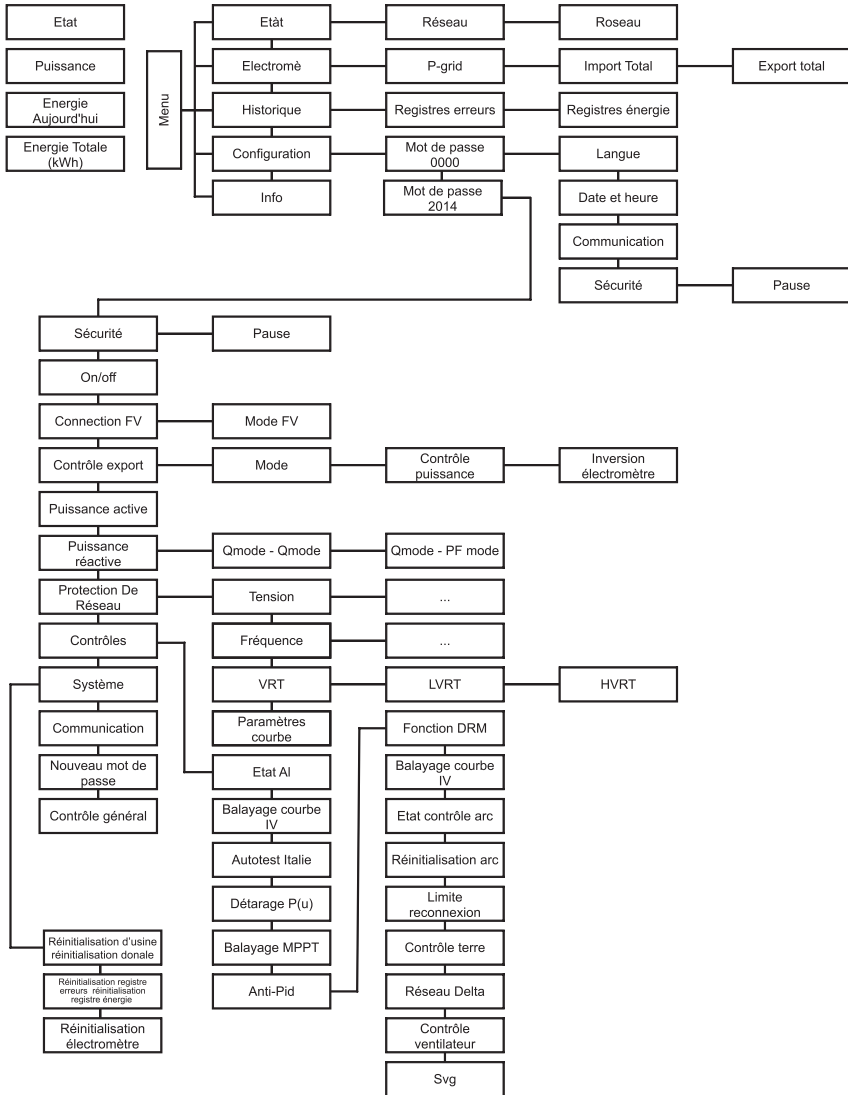 Etat
Etàt
Réseau
Roseau
Puissance
Electromè
P-grid
Import Total
Export total
Menu
Energie
Aujourd'hui
Historique
Registres erreurs
Registres énergie
Energie Totale
(kWh)
Configuration
Mot de passe
0000
Langue
Info
Mot de passe
2014
Date et heure
Communication
Sécurité
Pause
Sécurité
Pause
On/off
Connection FV
Mode FV
Contrôle export
Mode
Contrôle
puissance
Inversion
électromètre
Puissance active
Puissance
réactive
Qmode - Qmode
Qmode - PF mode
Protection De
Réseau
Tension
...
Contrôles
Fréquence
...
Système
VRT
LVRT
HVRT
Communication
Paramètres
courbe
Fonction DRM
Nouveau mot de
passe
Etat AI
Balayage courbe
IV
Contrôle général
Balayage courbe
IV
Etat contrôle arc
Autotest Italie
Réinitialisation arc
Détarage P(u)
Limite
reconnexion
Réinitialisation d'usine
réinitialisation donale
Balayage MPPT
Contrôle terre
Réinitialisation registre
erreurs réinitialisation
registre énergie
Anti-Pid
Réseau Delta
Réinitialisation
électromètre
Contrôle
ventilateur
Svg